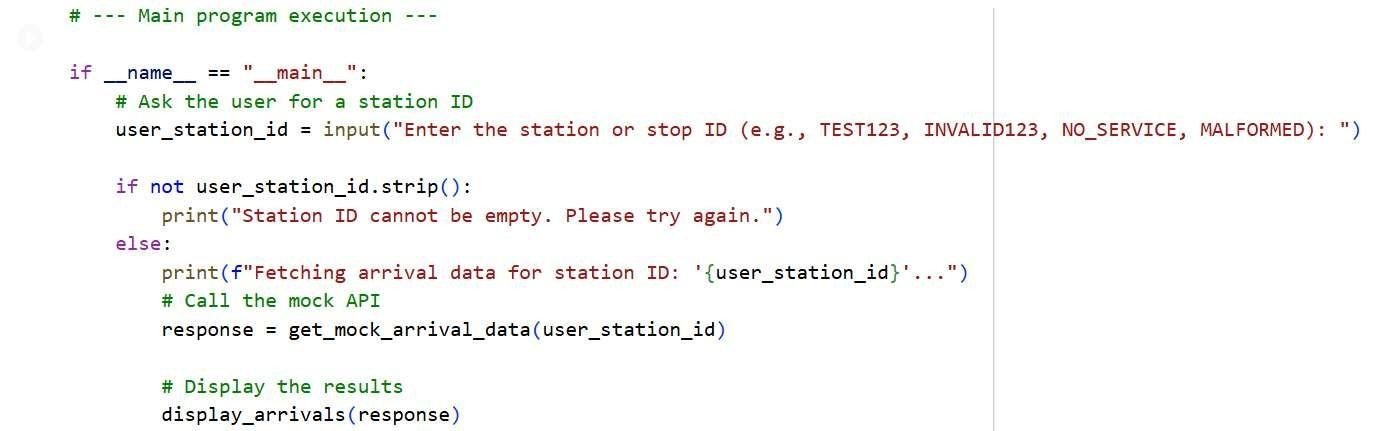 # --- Main program execution ---
if __name__ == "__main__":
# Ask the user for a station ID
user_station_id = input("Enter the station or stop ID (e.g., TEST123, INVALID123, NO_SERVICE, MALFORMED): ")
if not user_station_id.strip():
print("Station ID cannot be empty. Please try again.")
else:
print(f"Fetching arrival data for station ID: '{user_station_id}'...")
# Call the mock API
response = get_mock_arrival_data(user_station_id)
# Display the results
display_arrivals(response)